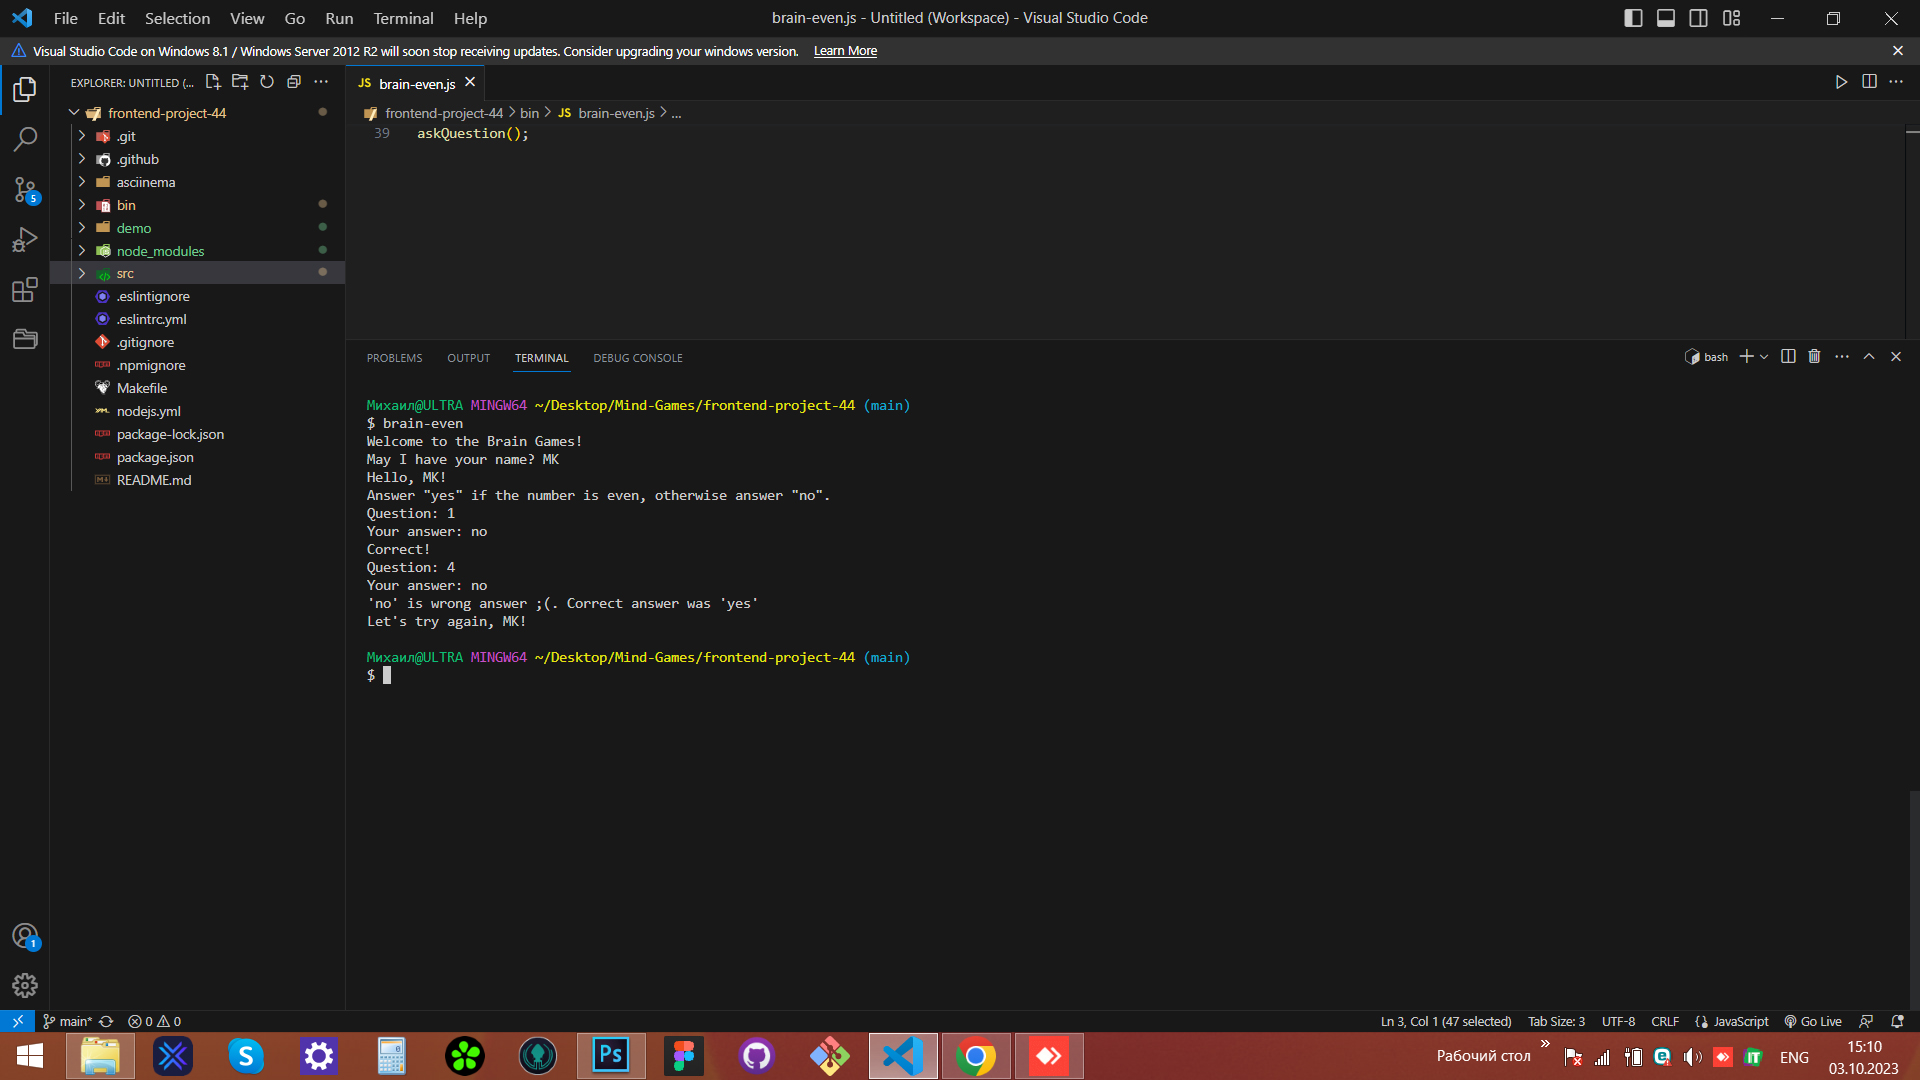 File Edit Selection View Go Run Terminal Help
brain-even.js - Untitled (Workspace) - Visual Studio Code
Visual Studio Code on Windows 8.1 / Windows Server 2012 R2 will soon stop receiving updates. Consider upgrading your windows version. Learn More
EXPLORER: UNTITLED (...
frontend-project-44
.git
.github
asciinema
bin
demo
node_modules
src
.eslintignore
.eslintrc.yml
.gitignore
.npmignore
Makefile
nodejs.yml
package-lock.json
package.json
README.md
5
1
JS brain-even.js
frontend-project-44 > bin > JS brain-even.js > ...
39 askQuestion();
PROBLEMS OUTPUT TERMINAL DEBUG CONSOLE
bash
Михаил@ULTRA MINGW64 ~/Desktop/Mind-Games/frontend-project-44 (main)
$ brain-even
Welcome to the Brain Games!
May I have your name? MK
Hello, MK!
Answer "yes" if the number is even, otherwise answer "no".
Question: 1
Your answer: no
Correct!
Question: 4
Your answer: no
'no' is wrong answer ;(. Correct answer was 'yes'
Let's try again, MK!
Михаил@ULTRA MINGW64 ~/Desktop/Mind-Games/frontend-project-44 (main)
$
main* 0 0
Ln 3, Col 1 (47 selected) Tab Size: 3 UTF-8 CRLF {} JavaScript Go Live
Ps
Рабочий стол
ENG
15:10
03.10.2023